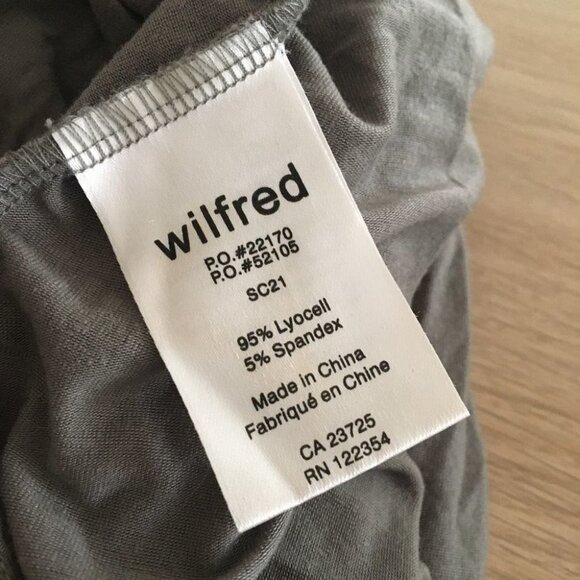 wilfred
P.O.#22170
P.O.#52105
SC21
95% Lyocell
5% Spandex
Made in China
Fabriqué en Chine
CA 23725
RN 122354